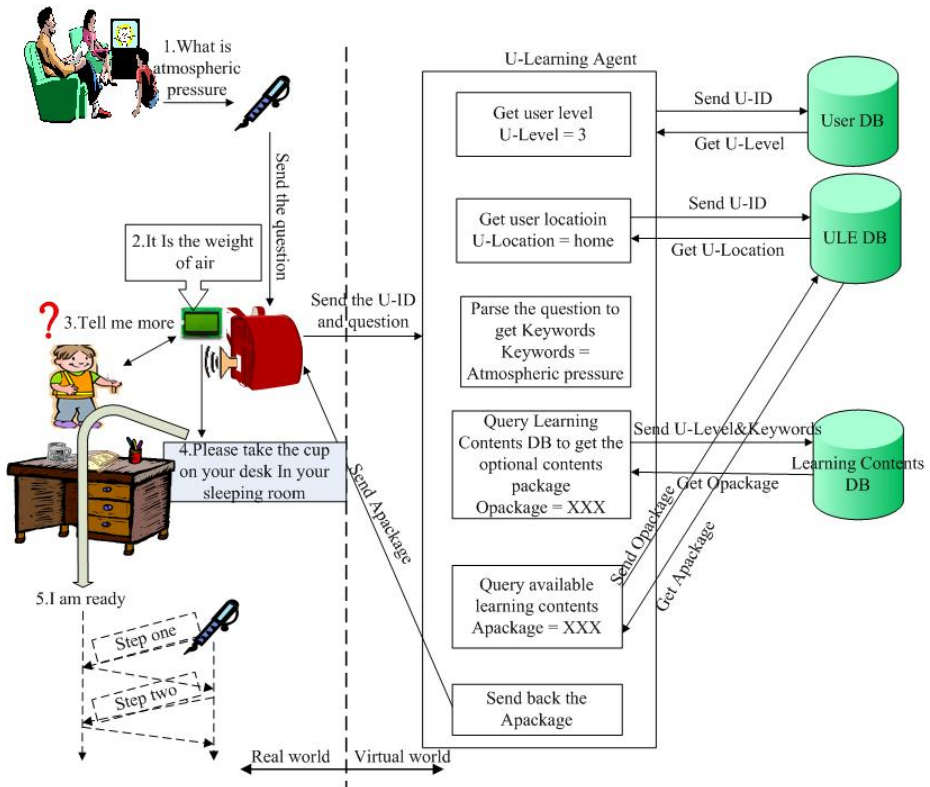 1.What is
atmospheric
pressure
Send the question
2.It Is the weight
of air
3.Tell me more
Send the U-ID
and question
4.Please take the cup
on your desk In your
sleeping room
Send Apackage
5.I am ready
Step one
Step two
Real world
Virtual world
U-Learning Agent
Get user level
U-Level = 3
Send U-ID
Get U-Level
User DB
Get user locatioin
U-Location = home
Send U-ID
Get U-Location
ULE DB
Parse the question to
get Keywords
Keywords =
Atmospheric pressure
Query Learning
Contents DB to get the
optional contents
package
Opackage = XXX
Send U-Level&Keywords
Get Opackage
Learning Contents
DB
Send Opackage
Get Apackage
Query available
learning contents
Apackage = XXX
Send back the
Apackage